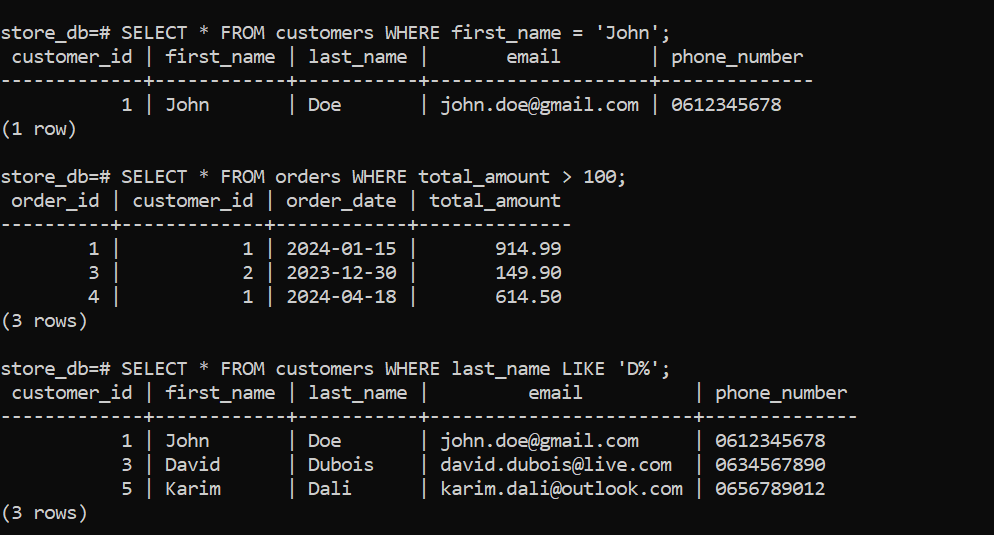 store_db=# SELECT * FROM customers WHERE first_name = 'John';
 customer_id | first_name | last_name |       email        | phone_number
-------------+------------+-----------+--------------------+--------------
           1 | John       | Doe       | john.doe@gmail.com | 0612345678
(1 row)

store_db=# SELECT * FROM orders WHERE total_amount > 100;
 order_id | customer_id | order_date | total_amount
----------+-------------+------------+--------------
        1 |           1 | 2024-01-15 |       914.99
        3 |           2 | 2023-12-30 |       149.90
        4 |           1 | 2024-04-18 |       614.50
(3 rows)

store_db=# SELECT * FROM customers WHERE last_name LIKE 'D%';
 customer_id | first_name | last_name |         email          | phone_number
-------------+------------+-----------+------------------------+--------------
           1 | John       | Doe       | john.doe@gmail.com     | 0612345678
           3 | David      | Dubois    | david.dubois@live.com  | 0634567890
           5 | Karim      | Dali      | karim.dali@outlook.com | 0656789012
(3 rows)